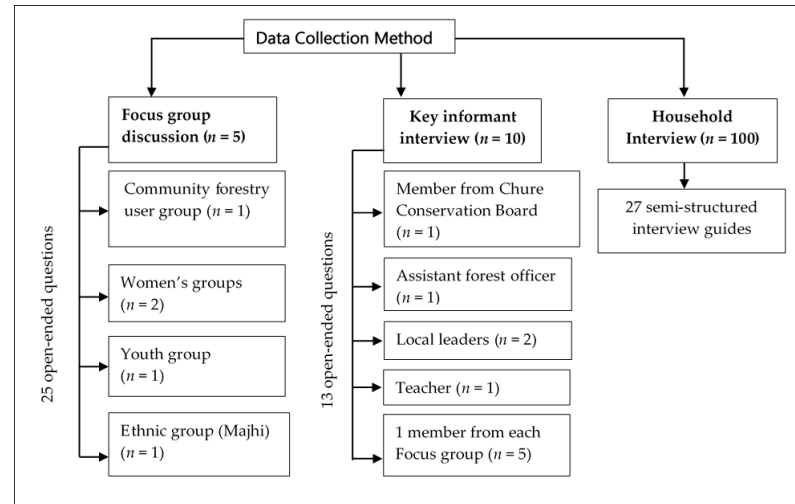 Data Collection Method
Focus group
discussion (n = 5)
25 open-ended questions
Community forestry
user group (n = 1)
Women’s groups
(n = 2)
Youth group
(n = 1)
Ethnic group (Majhi)
(n = 1)
Key informant
interview (n = 10)
13 open-ended questions
Member from Chure
Conservation Board
(n = 1)
Assistant forest officer
(n = 1)
Local leaders (n = 2)
Teacher (n = 1)
1 member from each
Focus group (n = 5)
Household
Interview (n = 100)
27 semi-structured
interview guides